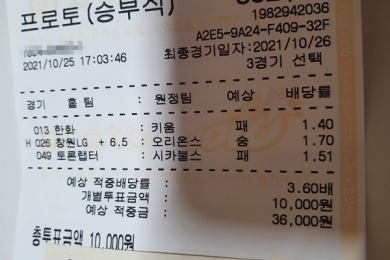 프로토(승부식)
1982942036
A2E5-9A24-F409-32F
최종경기일자:2021/10/26
2021/10/25 17:03:46
3경기 선택
경기 홀 팀 : 원정팀 예상 배당률
013 한화 : 키움 패 1.40
H 026 창원LG + 6.5 : 오리온스 승 1.70
049 토론랩터 : 시카불스 패 1.51
예상 적중배당률 : 3.60배
개별투표금액 : 10,000원
예상 적중금 : 36,000원
총투표금액 10,000원